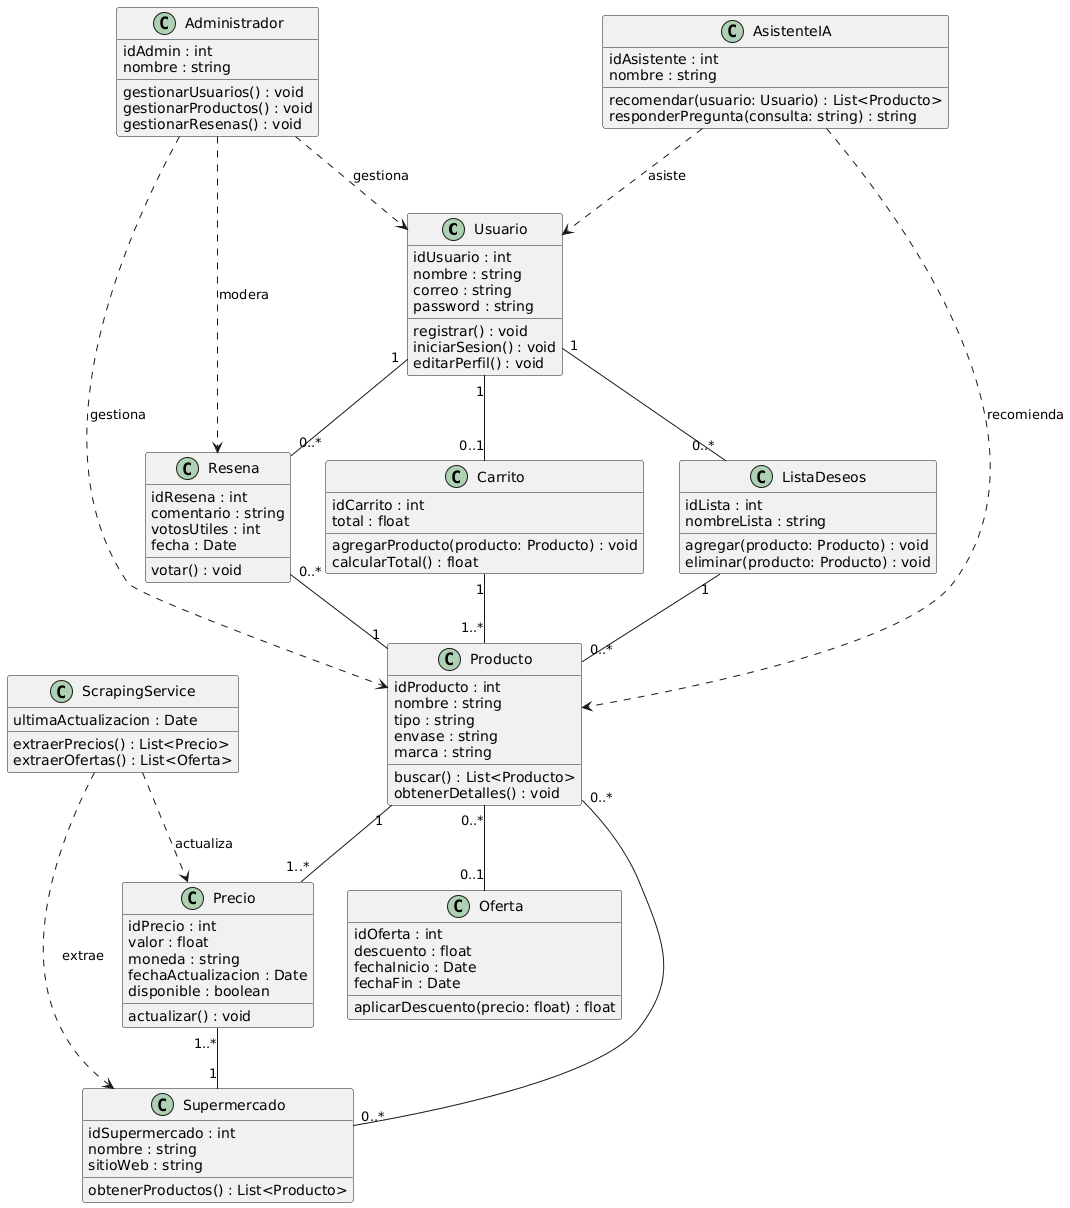 C Administrador
idAdmin : int
nombre : string
gestionarUsuarios() : void
gestionarProductos() : void
gestionarResenas() : void
C AsistenteIA
idAsistente : int
nombre : string
recomendar(usuario: Usuario) : List<Producto>
responderPregunta(consulta: string) : string
gestiona
asiste
C Usuario
idUsuario : int
nombre : string
correo : string
password : string
registrar() : void
iniciarSesion() : void
editarPerfil() : void
modera
gestiona
recomienda
1
1
1
0..*
0..1
0..*
C Resena
idResena : int
comentario : string
votosUtiles : int
fecha : Date
votar() : void
C Carrito
idCarrito : int
total : float
agregarProducto(producto: Producto) : void
calcularTotal() : float
C ListaDeseos
idLista : int
nombreLista : string
agregar(producto: Producto) : void
eliminar(producto: Producto) : void
0..*
1
1
1
1..*
0..*
C Producto
idProducto : int
nombre : string
tipo : string
envase : string
marca : string
buscar() : List<Producto>
obtenerDetalles() : void
C ScrapingService
ultimaActualizacion : Date
extraerPrecios() : List<Precio>
extraerOfertas() : List<Oferta>
1
0..*
0..*
actualiza
1..*
0..1
extrae
C Precio
idPrecio : int
valor : float
moneda : string
fechaActualizacion : Date
disponible : boolean
actualizar() : void
C Oferta
idOferta : int
descuento : float
fechaInicio : Date
fechaFin : Date
aplicarDescuento(precio: float) : float
1..*
1
0..*
C Supermercado
idSupermercado : int
nombre : string
sitioWeb : string
obtenerProductos() : List<Producto>